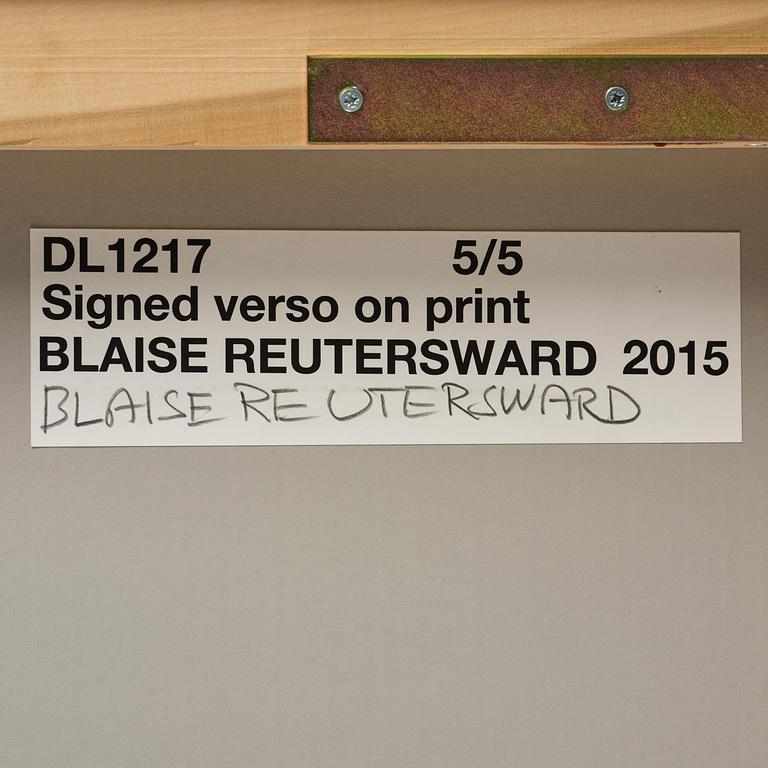 DL1217 5/5
Signed verso on print
BLAISE REUTERSWARD 2015
BLAISE REUTERSWARD